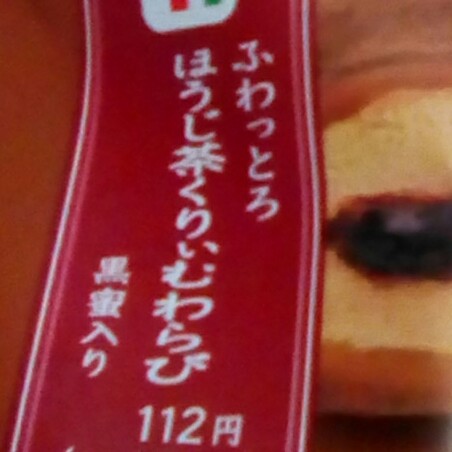 ふわっとろ
ほうじ茶くりぃむわらび
黒蜜入り
112円